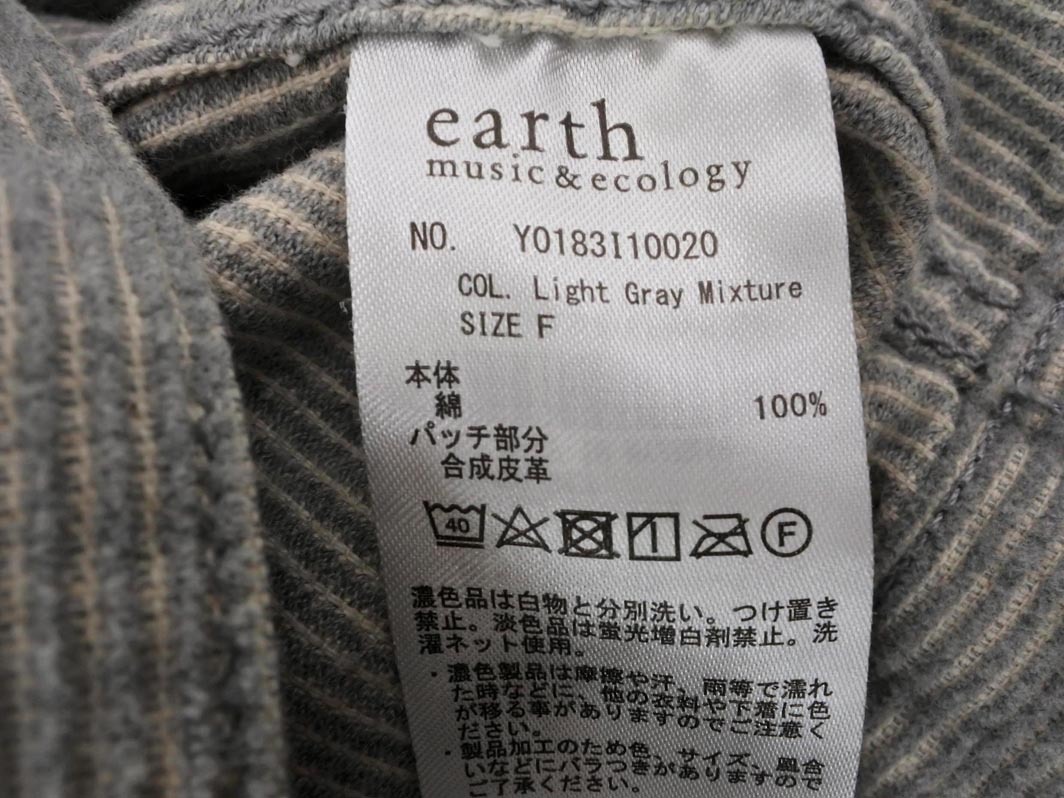 earth
music & ecology
NO. Y0183I10020
COL. Light Gray Mixture
SIZE F
本体
綿 100%
パッチ部分
合成皮革
40 F
濃色品は白物と分別洗い。つけ置き
禁止。淡色品は蛍光増白剤禁止。洗
濯ネット使用。
・濃色製品は摩擦や汗、雨等で濡れ
た時などに、他の衣料や下着に色
が移る事がありますのでご注意く
ださい。
・製品加工のため色、サイズ、風合
いなどにバラつきがありますので
ご了承ください。